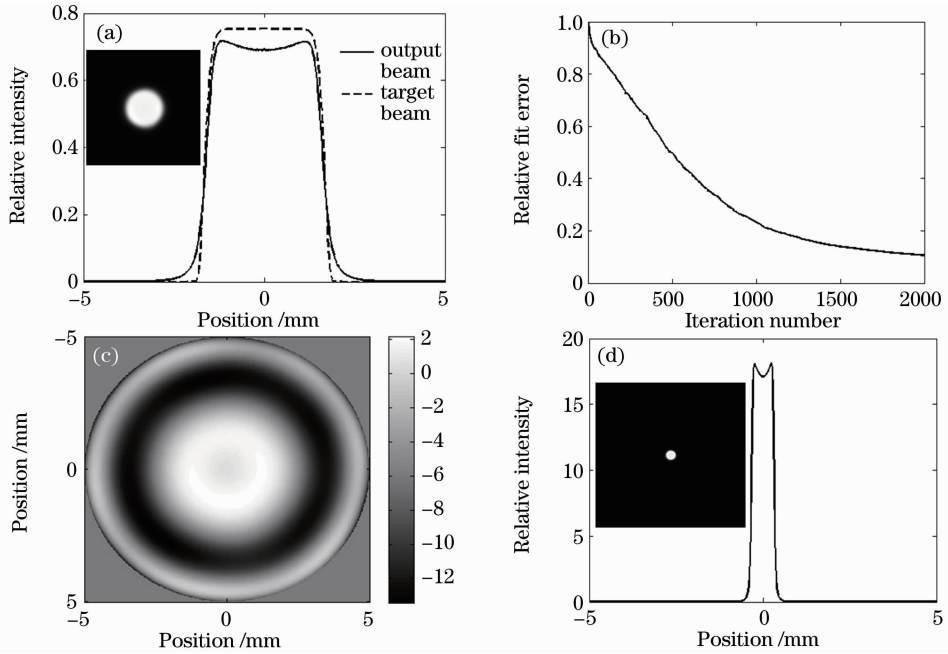 (a)
0.8
0.6
0.4
0.2
0
Relative intensity
output
beam
target
beam
−5
0
5
Position /mm
(b)
1.0
0.8
0.6
0.4
0.2
0
Relative fit error
0
500
1000
1500
2000
Iteration number
(c)
−5
0
5
Position /mm
−5
0
5
Position /mm
2
0
−2
−4
−6
−8
−10
−12
(d)
20
15
10
5
0
Relative intensity
−5
0
5
Position /mm